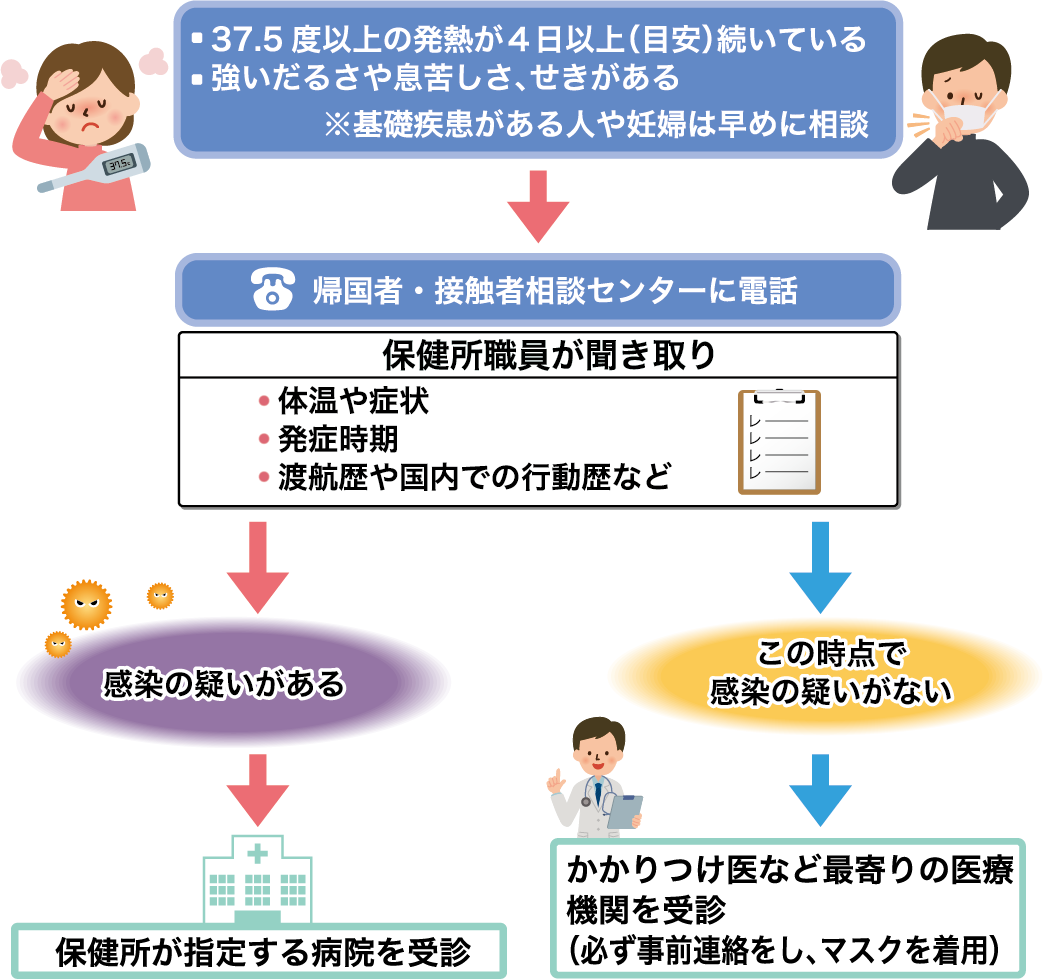 ▪37.5度以上の発熱が４日以上（目安）続いている
▪強いだるさや息苦しさ、せきがある
※基礎疾患がある人や妊婦は早めに相談
37.5℃
帰国者・接触者相談センターに電話
保健所職員が聞き取り
●体温や症状
●発症時期
●渡航歴や国内での行動歴など
感染の疑いがある
この時点で
感染の疑いがない
保健所が指定する病院を受診
かかりつけ医など最寄りの医療
機関を受診
（必ず事前連絡をし、マスクを着用）